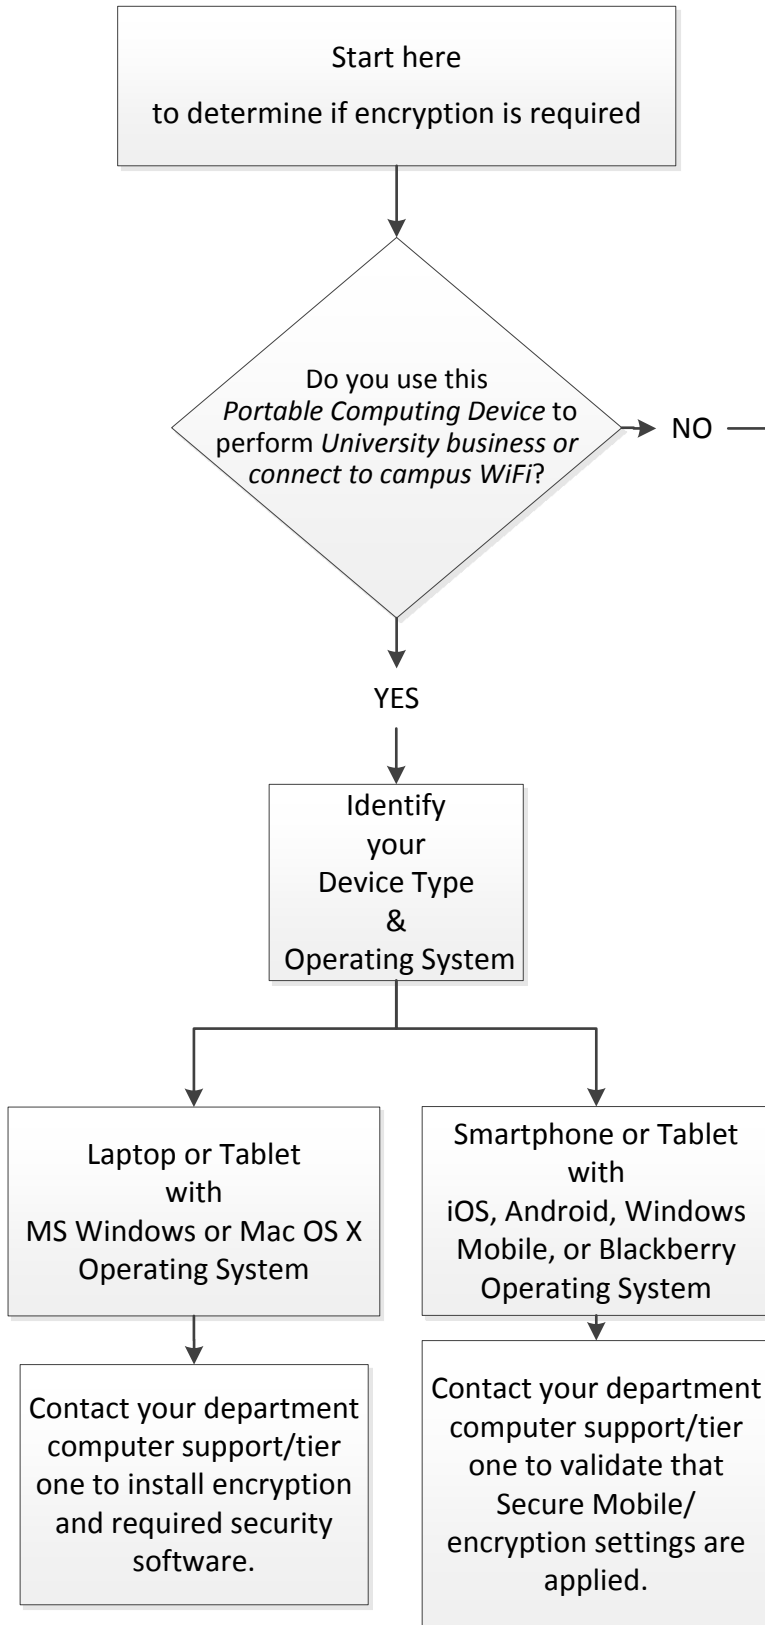 Start here
to determine if encryption is required
Do you use this
Portable Computing Device to
perform University business or
connect to campus WiFi?
NO
YES
Identify
your
Device Type
&
Operating System
Laptop or Tablet
with
MS Windows or Mac OS X
Operating System
Smartphone or Tablet
with
iOS, Android, Windows
Mobile, or Blackberry
Operating System
Contact your department
computer support/tier
one to install encryption
and required security
software.
Contact your department
computer support/tier
one to validate that
Secure Mobile/
encryption settings are
applied.